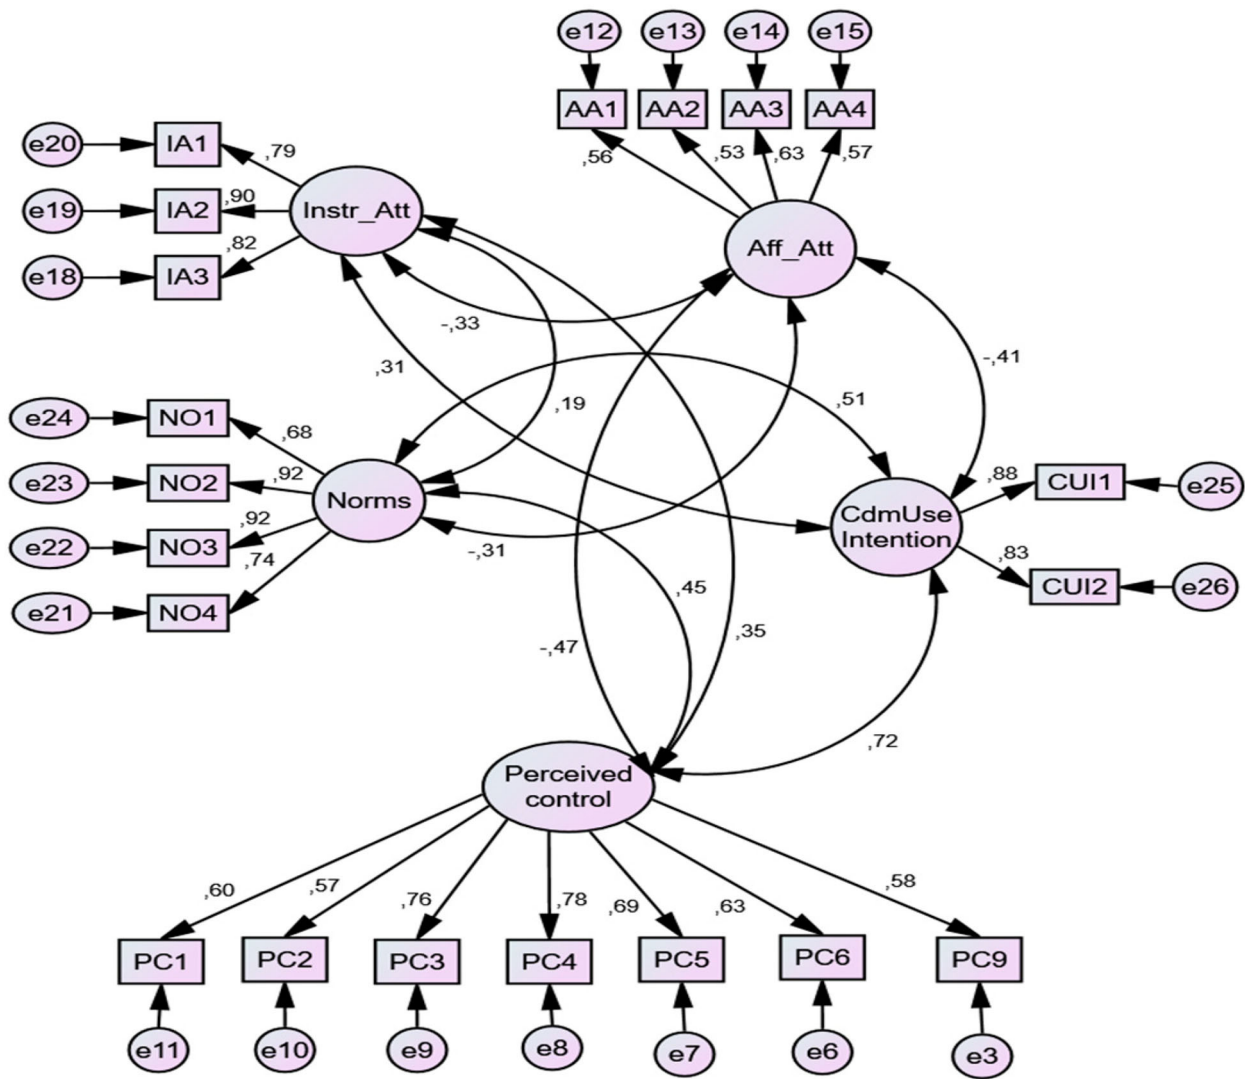 e12 e13 e14 e15
AA1 AA2 AA3 AA4
,56 ,53 ,63 ,57
Aff_Att
e20 IA1 ,79
e19 IA2 ,90
e18 IA3 ,82
Instr_Att
-,33
,31
,19
,51
-,41
e24 NO1 ,68
e23 NO2 ,92
e22 NO3 ,92
e21 NO4 ,74
Norms
-,31
CdmUse
Intention
,88 CUI1 e25
,83 CUI2 e26
,45
,35
-,47
,72
Perceived
control
,60 ,57 ,76 ,78 ,69 ,63 ,58
PC1 PC2 PC3 PC4 PC5 PC6 PC9
e11 e10 e9 e8 e7 e6 e3